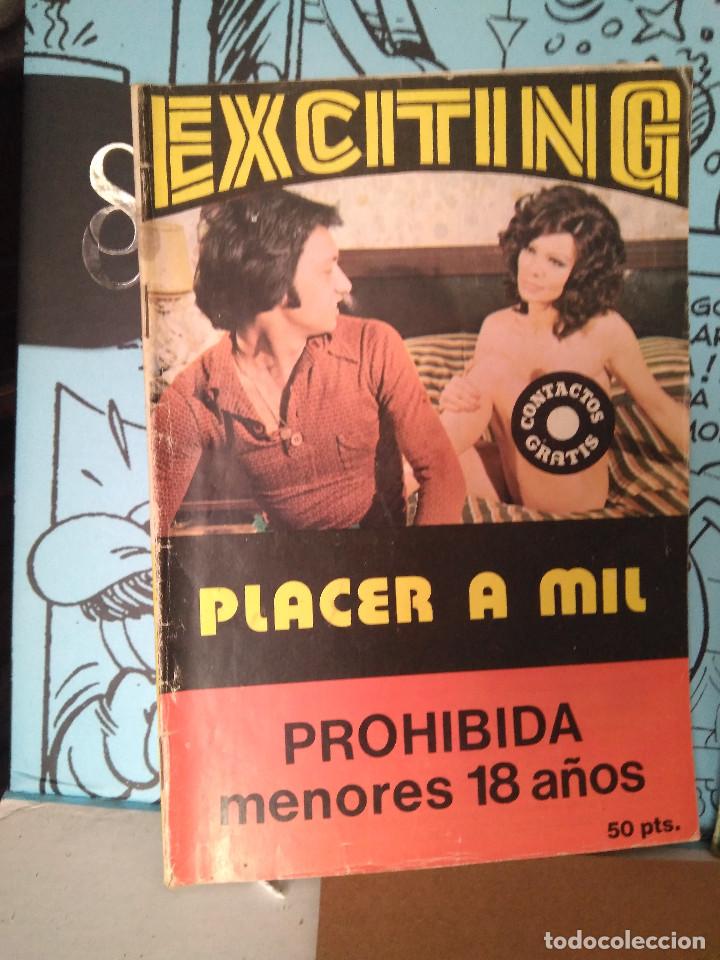 EXCITING
CONTACTOS
GRATIS
PLACER A MIL
PROHIBIDA
menores 18 años
50 pts.
todocoleccion